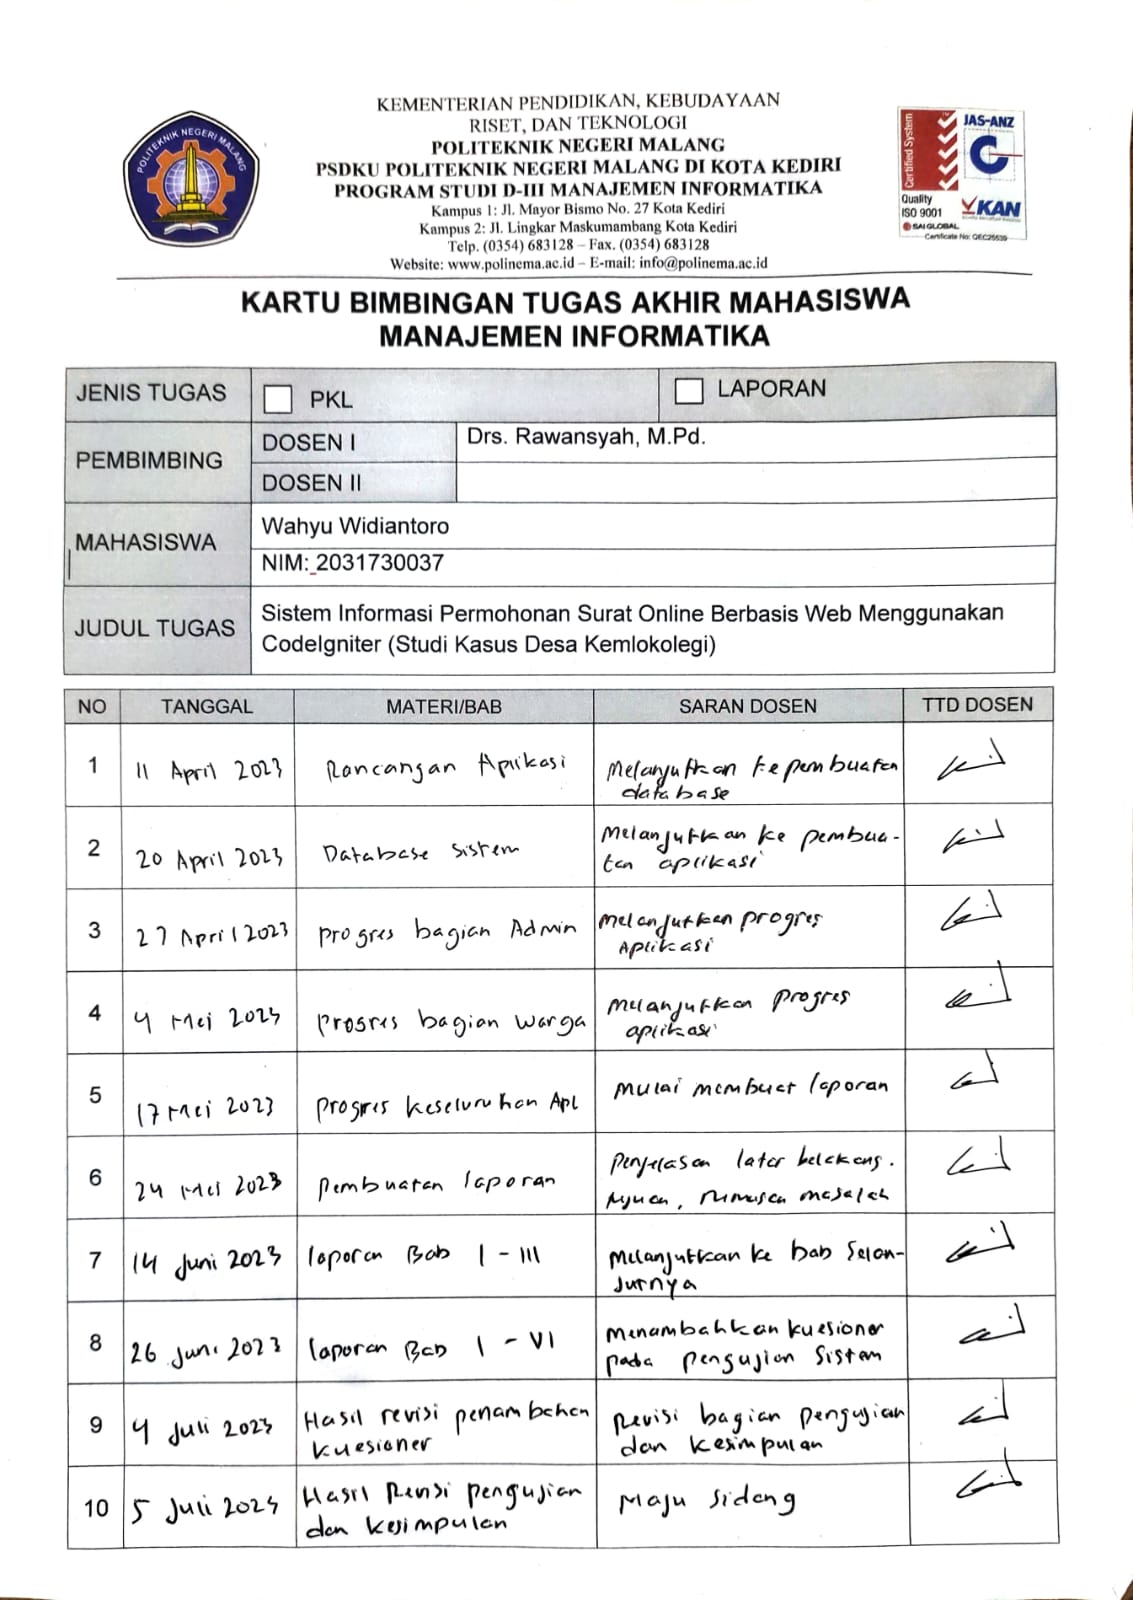 KEMENTERIAN PENDIDIKAN, KEBUDAYAAN
RISET, DAN TEKNOLOGI
POLITEKNIK NEGERI MALANG
PSDKU POLITEKNIK NEGERI MALANG DI KOTA KEDIRI
PROGRAM STUDI D-III MANAJEMEN INFORMATIKA
Kampus 1: Jl. Mayor Bismo No. 27 Kota Kediri
Kampus 2: Jl. Lingkar Maskumambang Kota Kediri
Telp. (0354) 683128 – Fax. (0354) 683128
Website: www.polinema.ac.id – E-mail: info@polinema.ac.id
POLITEKNIK NEGERI MALANG
Certified System
JAS-ANZ
Quality
ISO 9001
KAN
SAI GLOBAL
Certificate No: QEC25539
KARTU BIMBINGAN TUGAS AKHIR MAHASISWA
MANAJEMEN INFORMATIKA
JENIS TUGAS PKL LAPORAN
PEMBIMBING
DOSEN I Drs. Rawansyah, M.Pd.
DOSEN II
MAHASISWA
Wahyu Widiantoro
NIM: 2031730037
JUDUL TUGAS
Sistem Informasi Permohonan Surat Online Berbasis Web Menggunakan
CodeIgniter (Studi Kasus Desa Kemlokolegi)
NO TANGGAL MATERI/BAB SARAN DOSEN TTD DOSEN
1 11 April 2023 Rancangan Aplikasi Melanjutkan ke pembuatan
database
2 20 April 2023 Database Sistem Melanjutkan ke pembua-
tan aplikasi
3 27 April 2023 progres bagian Admin Melanjutkan progres
Aplikasi
4 4 Mei 2023 progres bagian warga Melanjutkan progres
aplikasi
5 17 Mei 2023 progres keseluruhan Apl Mulai membuat laporan
6 24 Mei 2023 pembuatan laporan Penjelasan latar belakang.
tujuan, rumusan masalah
7 14 Juni 2023 laporan Bab I - III Melanjutkan ke bab Selan-
jutnya
8 26 Juni 2023 laporan Bab I - VI Menambahkan kuesioner
pada pengujian Sistem
9 4 Juli 2023 Hasil revisi penambahan
kuesioner
revisi bagian pengujian
dan kesimpulan
10 5 Juli 2023 Hasil Revisi pengujian
dan kesimpulan
Maju Sidang